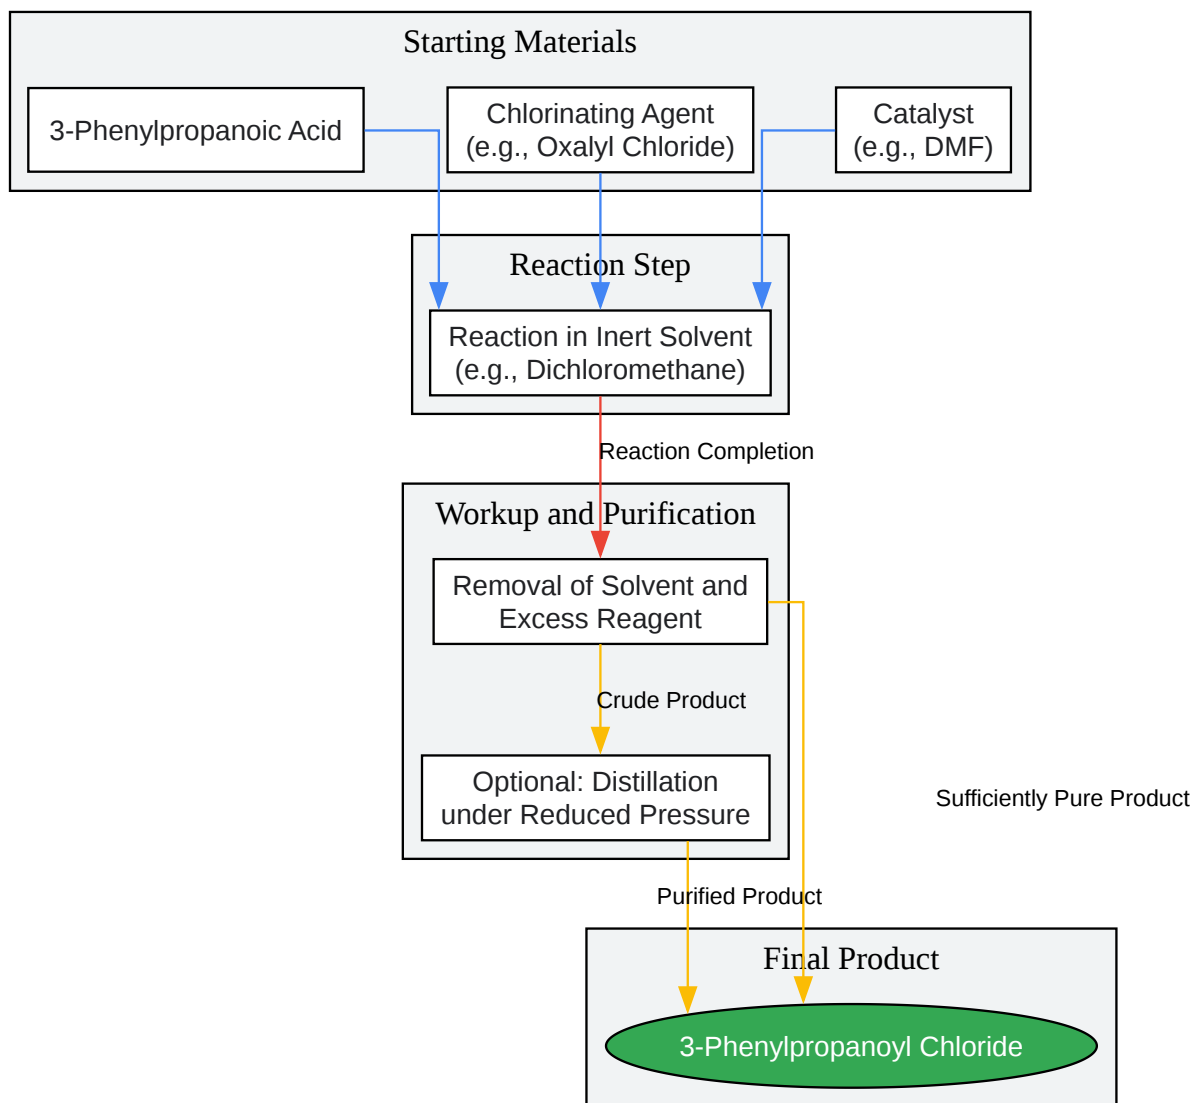 Starting Materials
3-Phenylpropanoic Acid
Chlorinating Agent
(e.g., Oxalyl Chloride)
Catalyst
(e.g., DMF)
Reaction Step
Reaction in Inert Solvent
(e.g., Dichloromethane)
Reaction Completion
Workup and Purification
Removal of Solvent and
Excess Reagent
Crude Product
Optional: Distillation
under Reduced Pressure
Sufficiently Pure Product
Purified Product
Final Product
3-Phenylpropanoyl Chloride